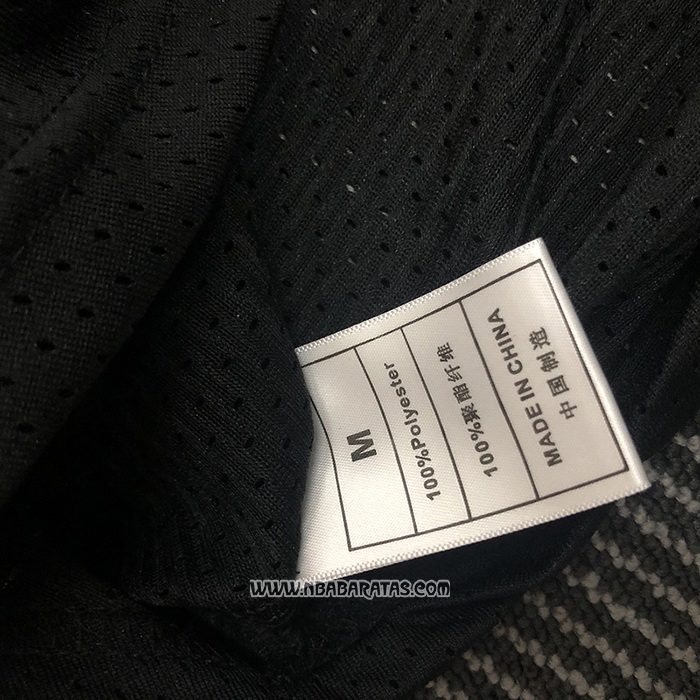 M
100%Polyester
100%聚酯纤维
MADE IN CHINA
中国制造
WWW.NBABARATAS.COM